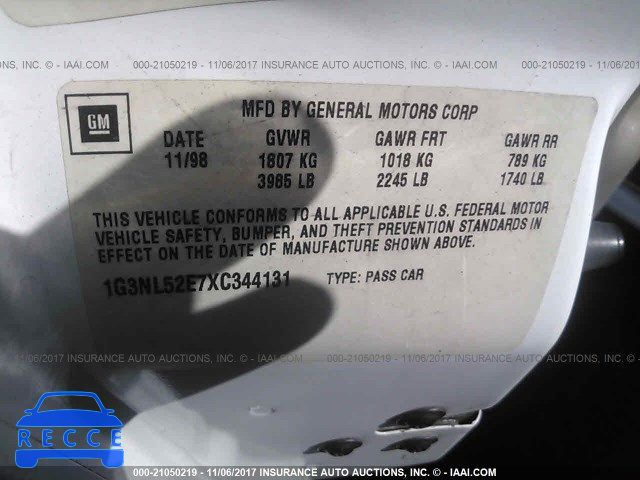 INC. - © IAAI.COM 000-21050219 - 11/06/2017 INSURANCE AUTO AUCTIONS, INC. - © IAAI.COM 000-21050219 - 11/06/2017
GM
MFD BY GENERAL MOTORS CORP
DATE GVWR GAWR FRT GAWR RR
11/98 1807 KG 1018 KG 789 KG
3985 LB 2245 LB 1740 LB
THIS VEHICLE CONFORMS TO ALL APPLICABLE U.S. FEDERAL MOTOR
VEHICLE SAFETY, BUMPER, AND THEFT PREVENTION STANDARDS IN
EFFECT ON THE DATE OF MANUFACTURE SHOWN ABOVE.
1G3NL52E7XC344131 TYPE: PASS CAR
11/06/2017 INSURANCE AUTO AUCTIONS, INC. - © IAAI.COM 000-21050219 - 11/06/2017 INSURANCE AUTO AUCTIONS, INC. - © IAAI.COM
RECCE
000-21050219 - 11/06/2017 INSURANCE AUTO AUCTIONS, INC. - © IAAI.COM